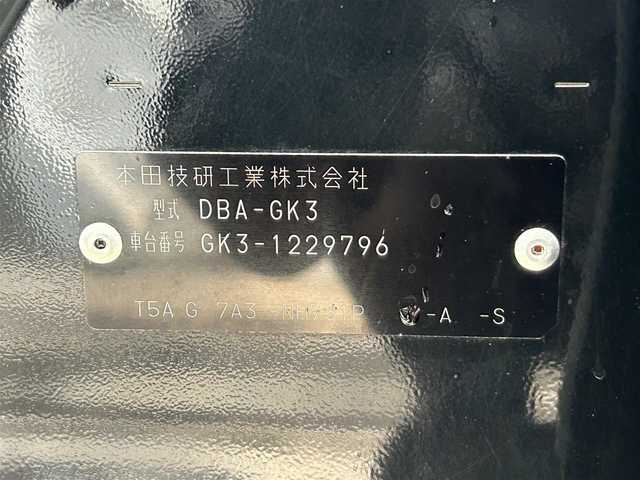 本田技研工業株式会社
型式 DBA-GK3
車台番号 GK3-1229796
T5A G 7A3 -A -S